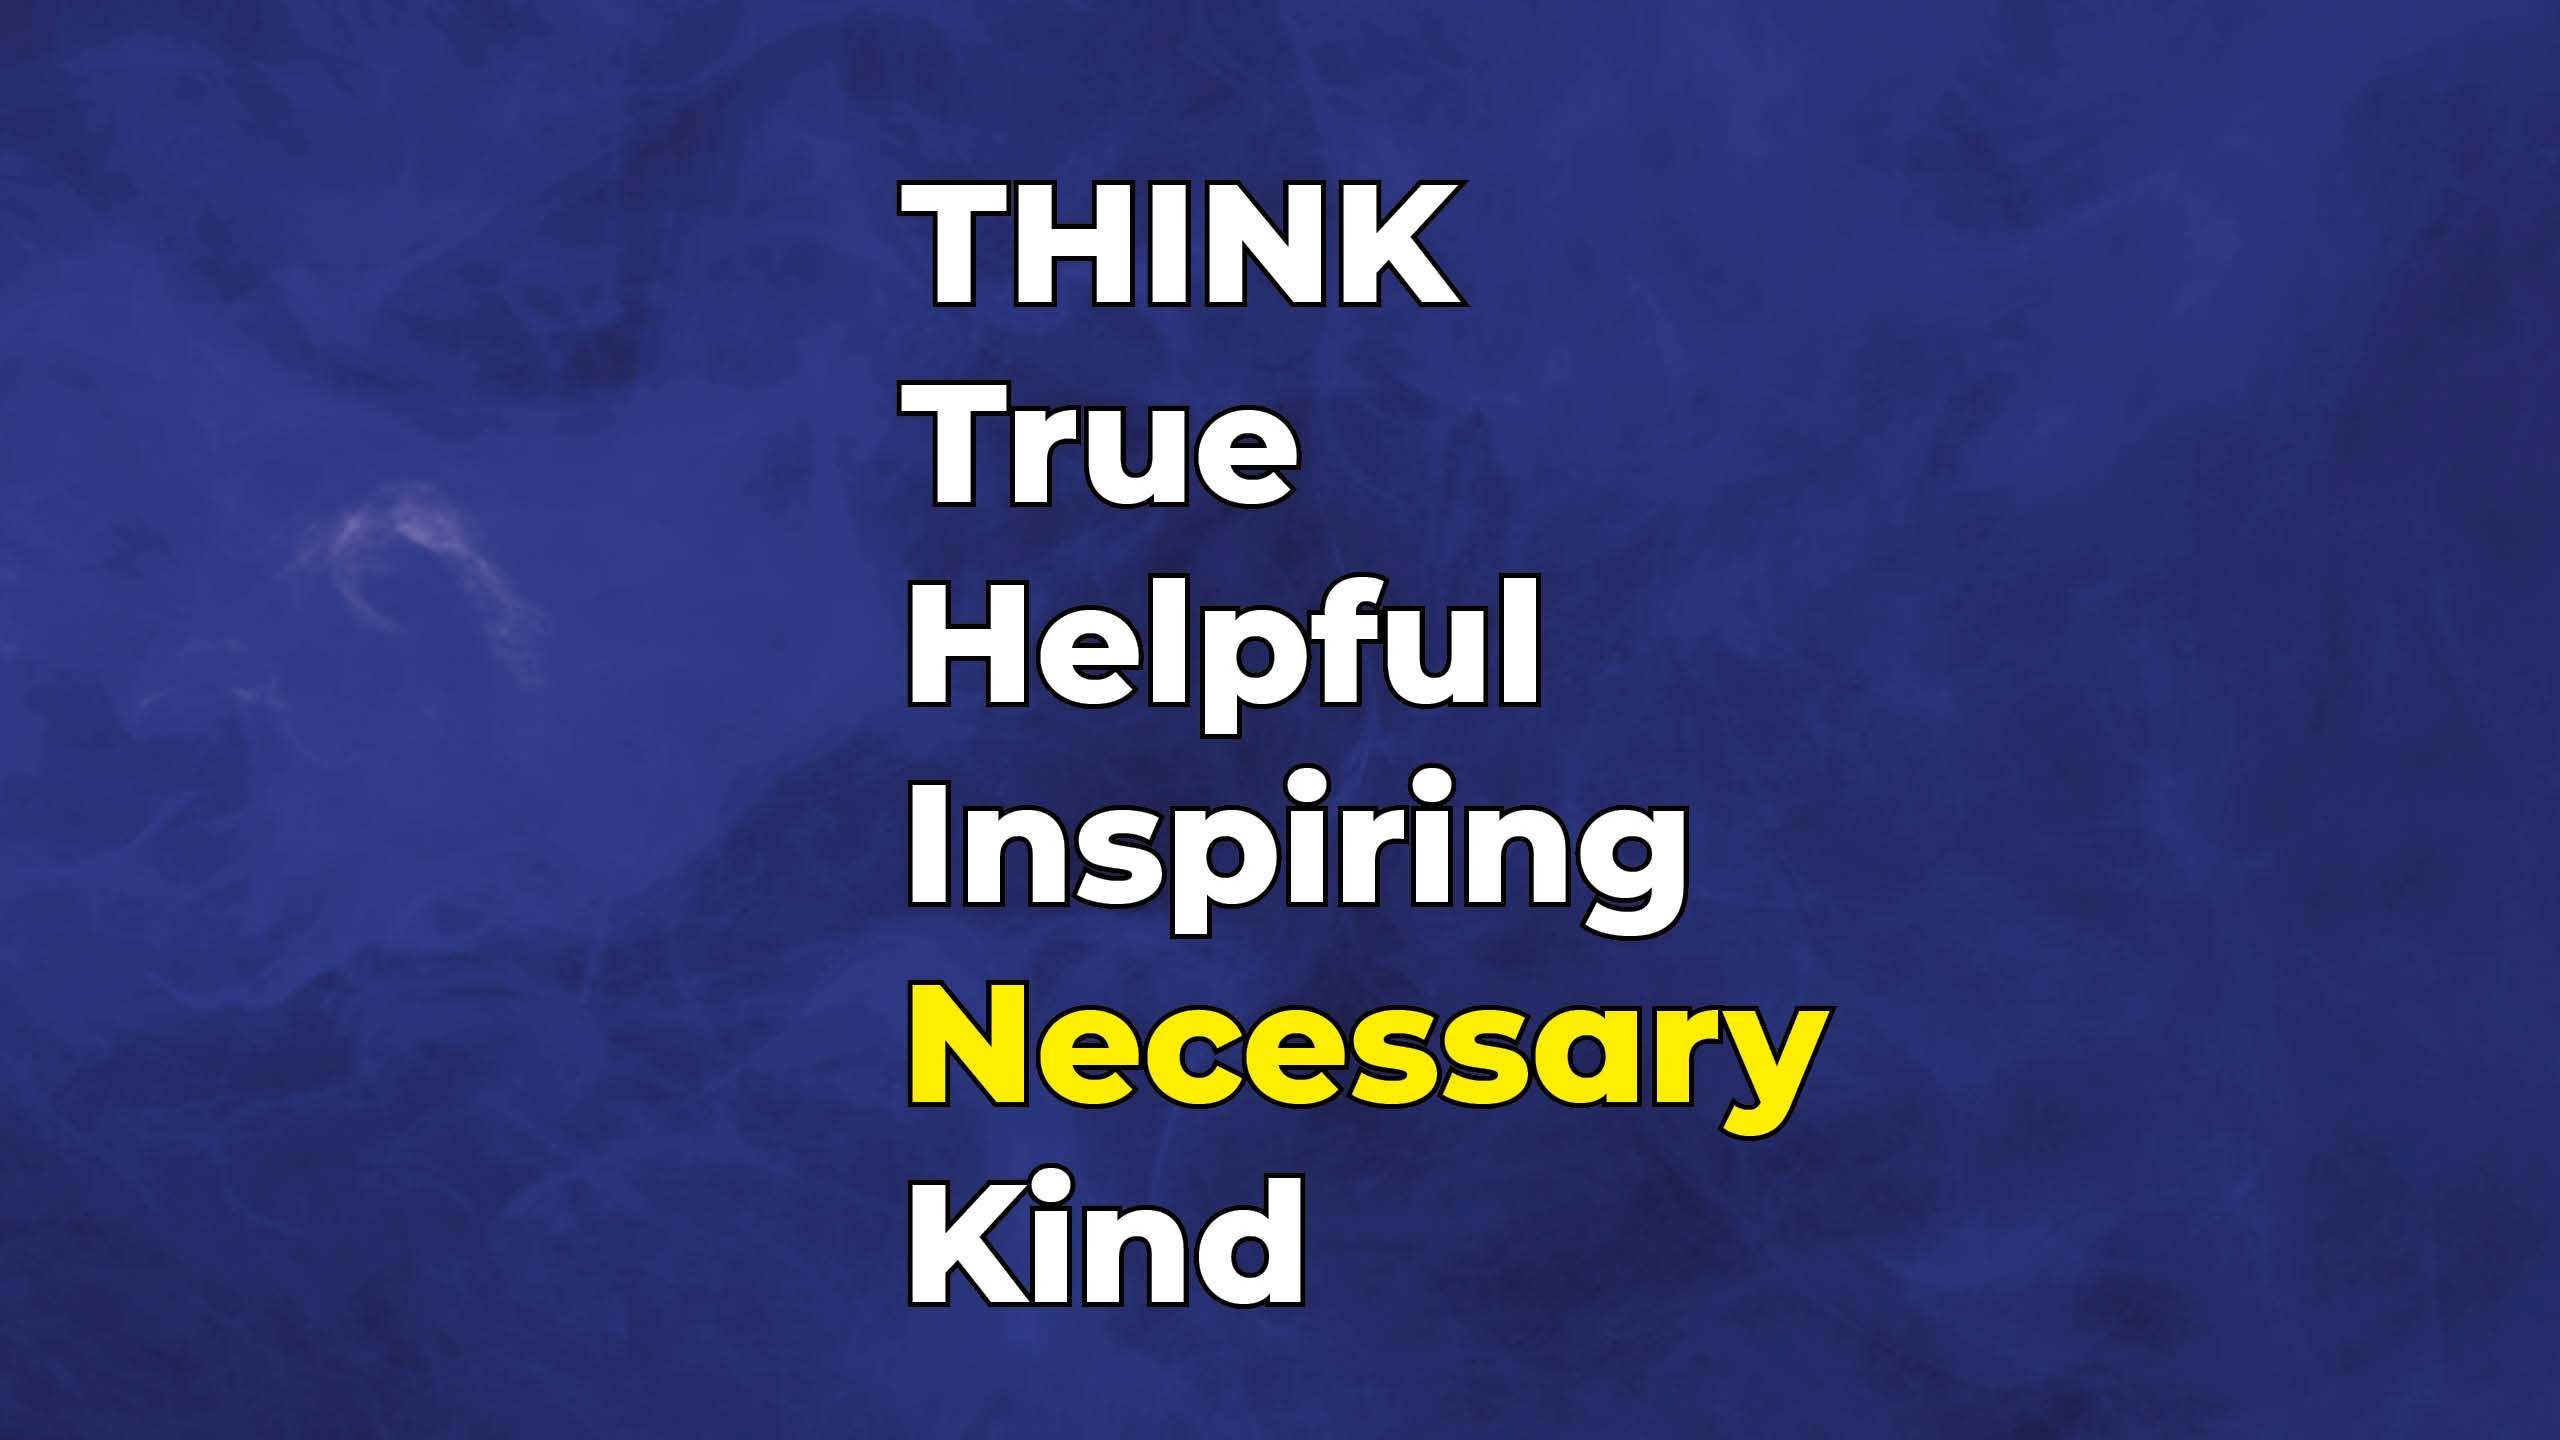 THINK
True
Helpful
Inspiring
Necessary
Kind